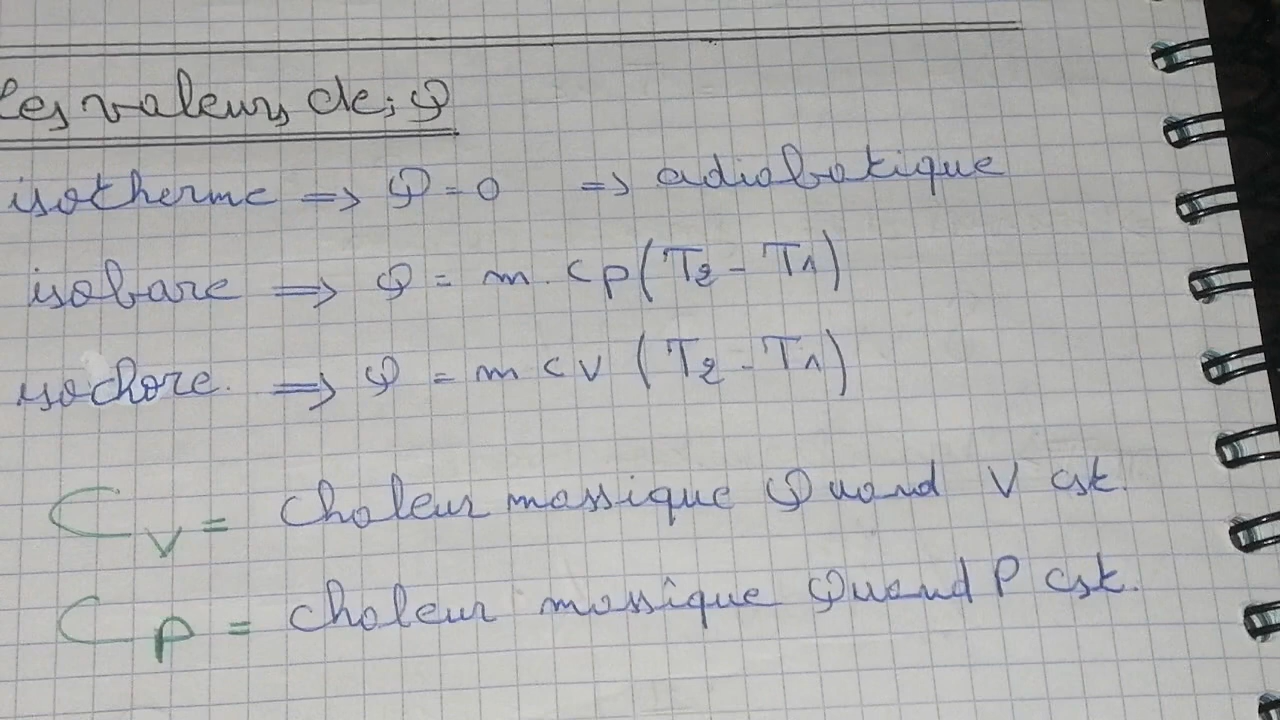 les valeurs de; Q
isotherme => Q = 0 => adiabatique
isobare => Q = m . cp (T2 - T1)
isochore. => Q = m cv (T2 - T1)
Cv = chaleur massique Quand V cst.
Cp = chaleur massique Quand P cst.